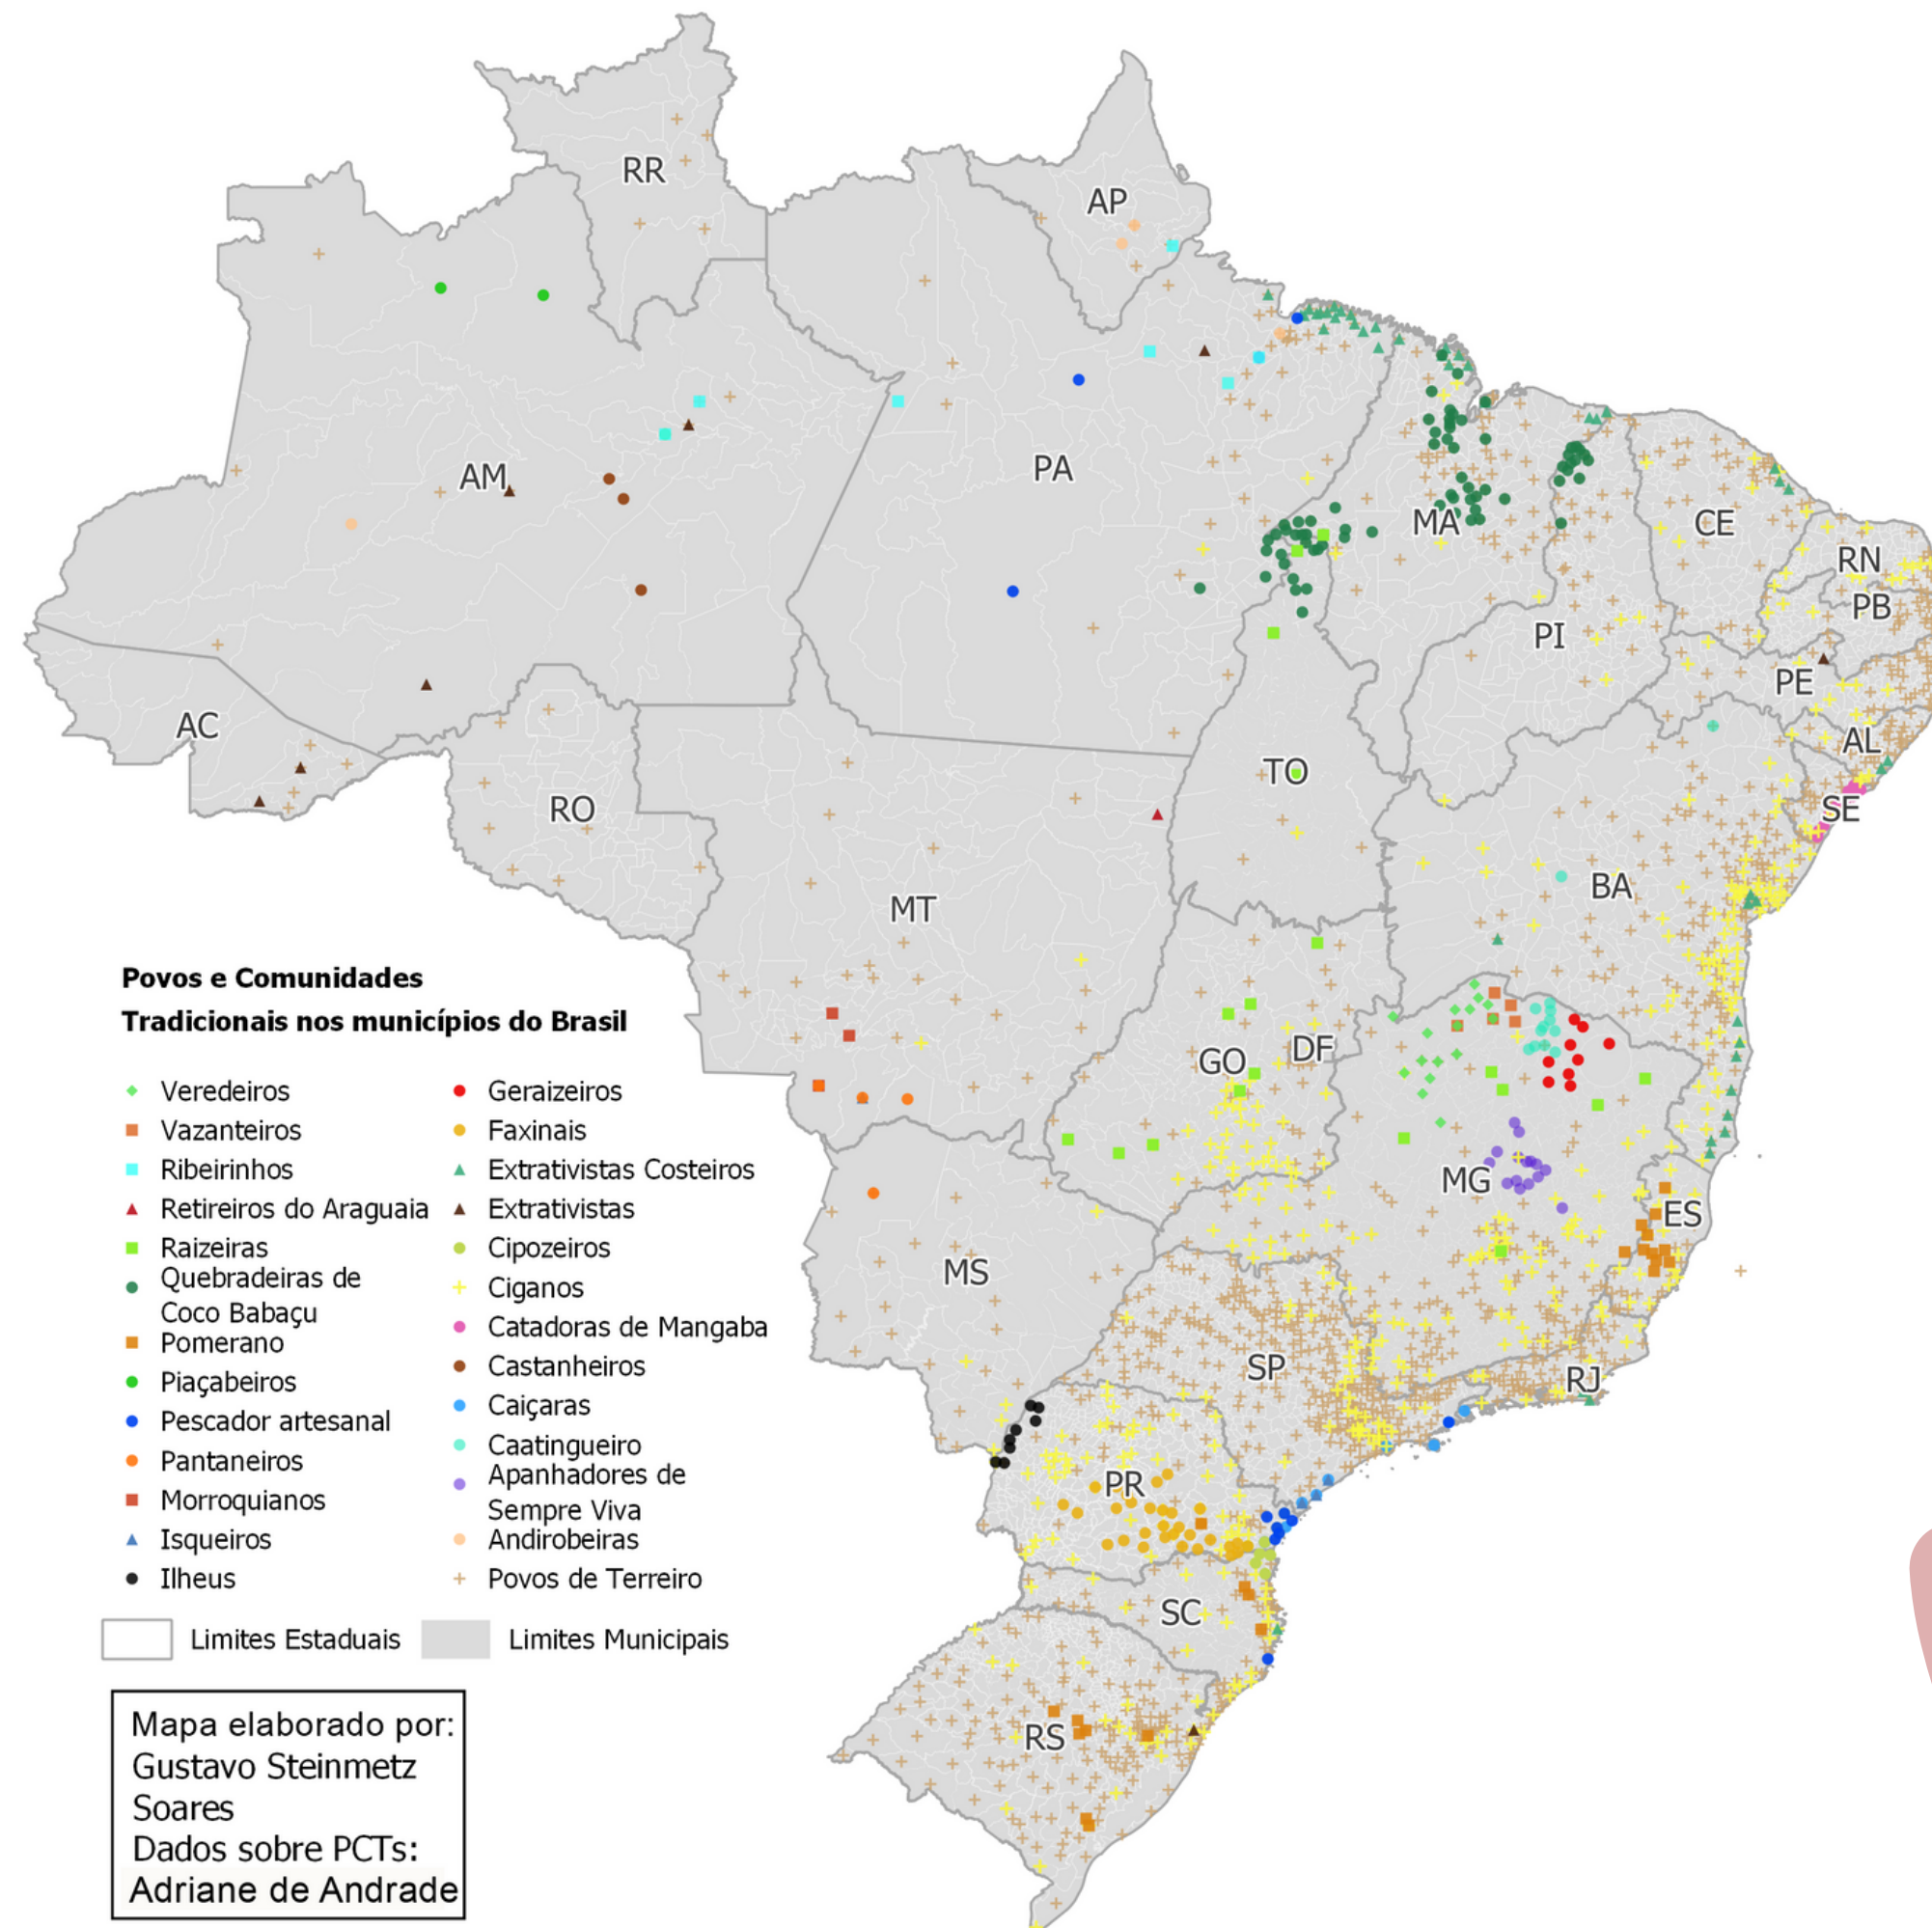 RR
AP
AM
PA
MA
CE
RN
PB
PI
PE
AC
AL
TO
SE
RO
BA
MT
Povos e Comunidades
Tradicionais nos municípios do Brasil
GO
DF
MG
ES
MS
SP
RJ
PR
SC
RS
Veredeiros
Vazanteiros
Ribeirinhos
Retireiros do Araguaia
Raizeiras
Quebradeiras de
Coco Babaçu
Pomerano
Piaçabeiros
Pescador artesanal
Pantaneiros
Morroquianos
Isqueiros
Ilheus
Geraizeiros
Faxinais
Extrativistas Costeiros
Extrativistas
Cipozeiros
Ciganos
Catadoras de Mangaba
Castanheiros
Caiçaras
Caatingueiro
Apanhadores de
Sempre Viva
Andirobeiras
Povos de Terreiro
Limites Estaduais
Limites Municipais
Mapa elaborado por:
Gustavo Steinmetz
Soares
Dados sobre PCTs:
Adriane de Andrade